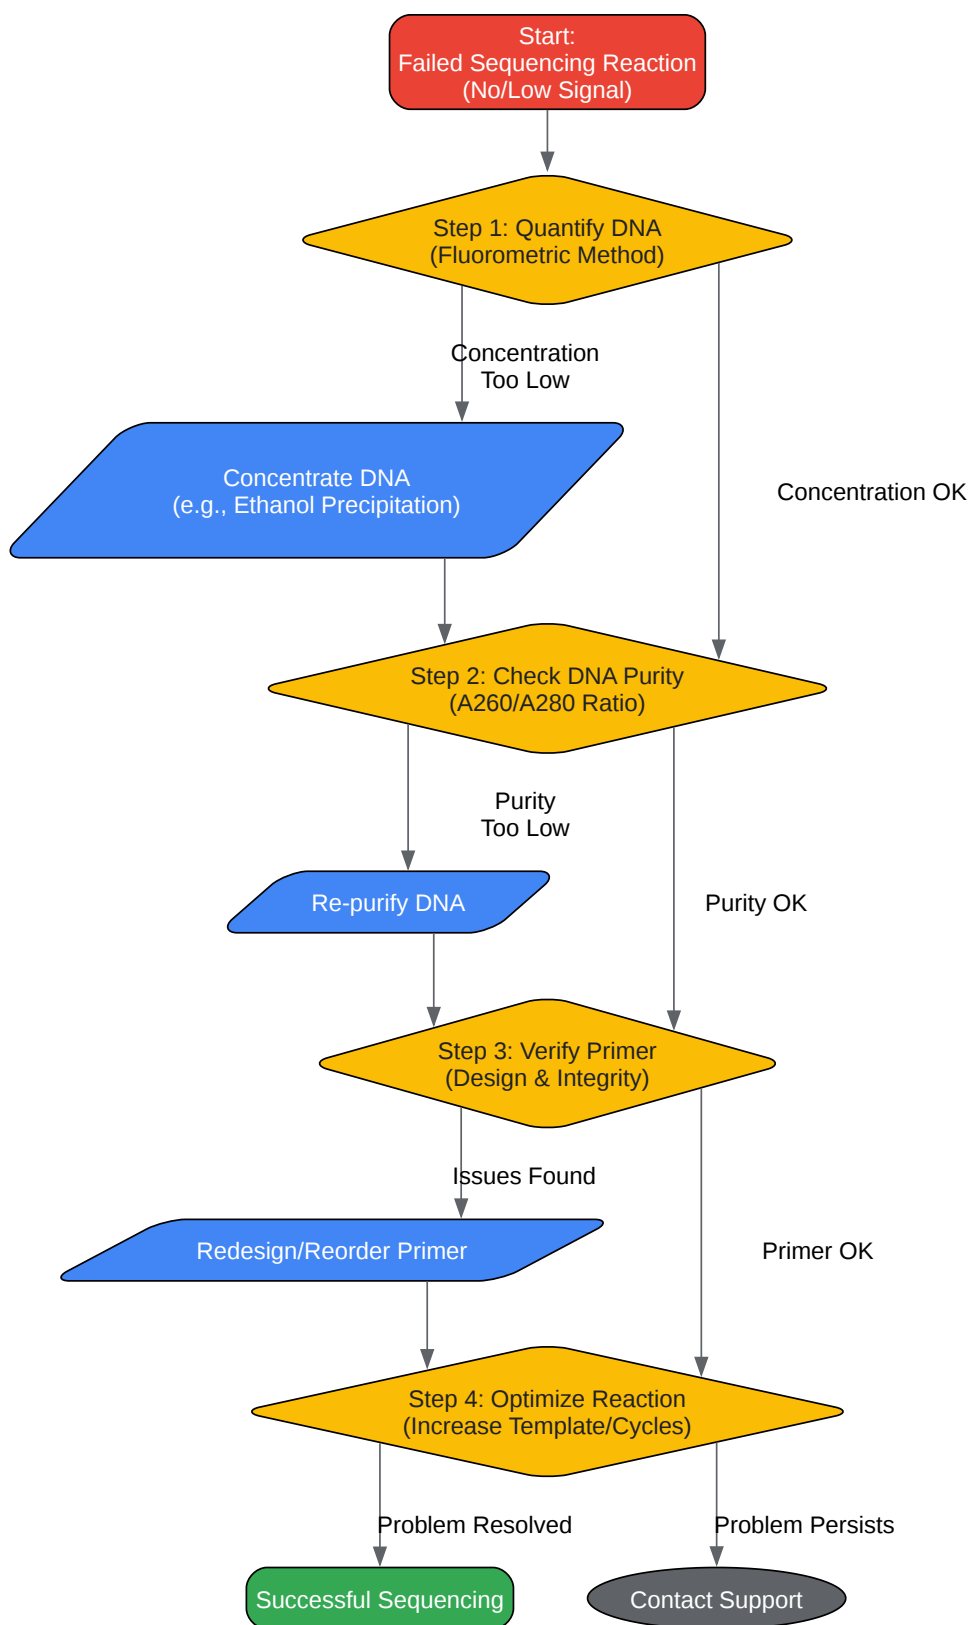 Start:
Failed Sequencing Reaction
(No/Low Signal)
Step 1: Quantify DNA
(Fluorometric Method)
Concentration
Too Low
Concentrate DNA
(e.g., Ethanol Precipitation)
Concentration OK
Step 2: Check DNA Purity
(A260/A280 Ratio)
Purity
Too Low
Re-purify DNA
Purity OK
Step 3: Verify Primer
(Design & Integrity)
Issues Found
Redesign/Reorder Primer
Primer OK
Step 4: Optimize Reaction
(Increase Template/Cycles)
Problem Resolved
Problem Persists
Successful Sequencing
Contact Support